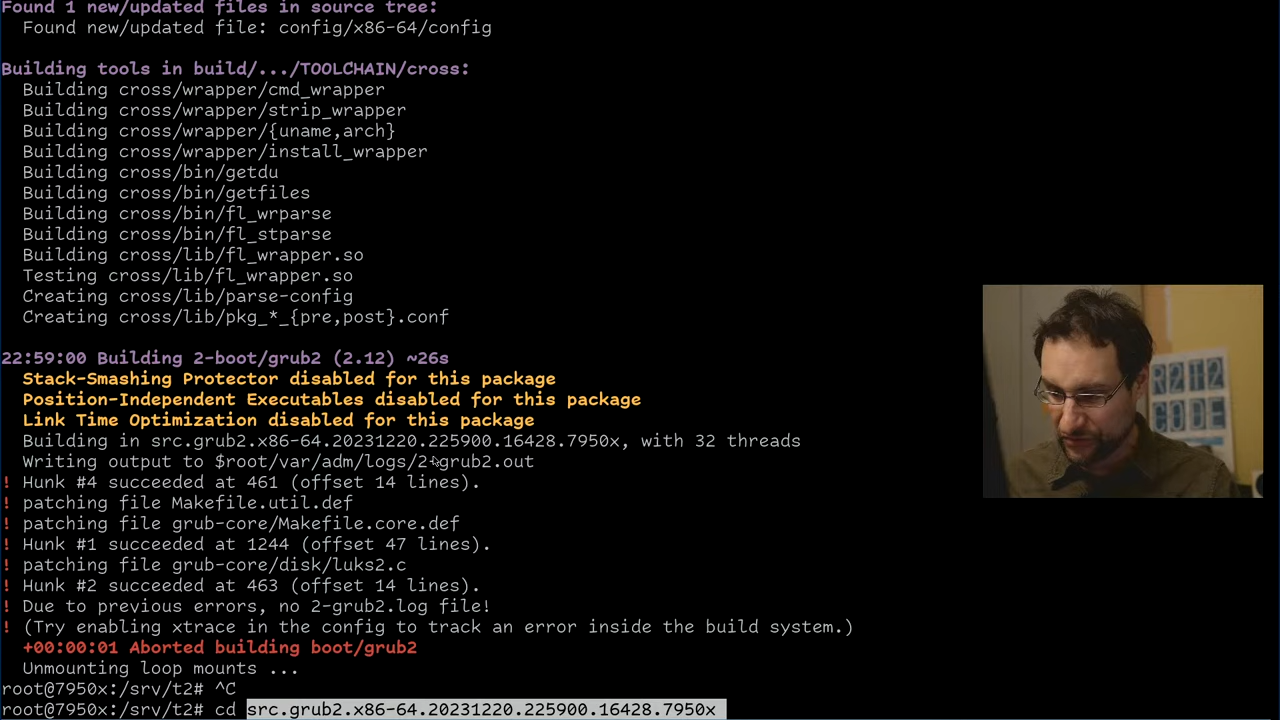 Found 1 new/updated files in source tree:
Found new/updated file: config/x86-64/config
Building tools in build/.../TOOLCHAIN/cross:
Building cross/wrapper/cmd_wrapper
Building cross/wrapper/strip_wrapper
Building cross/wrapper/{uname,arch}
Building cross/wrapper/install_wrapper
Building cross/bin/getdu
Building cross/bin/getfiles
Building cross/bin/fl_wrparse
Building cross/bin/fl_stparse
Building cross/lib/fl_wrapper.so
Testing cross/lib/fl_wrapper.so
Creating cross/lib/parse-config
Creating cross/lib/pkg_*_{pre,post}.conf
22:59:00 Building 2-boot/grub2 (2.12) ~26s
Stack-Smashing Protector disabled for this package
Position-Independent Executables disabled for this package
Link Time Optimization disabled for this package
Building in src.grub2.x86-64.20231220.225900.16428.7950x, with 32 threads
Writing output to $root/var/adm/logs/2-grub2.out
! Hunk #4 succeeded at 461 (offset 14 lines).
! patching file Makefile.util.def
! patching file grub-core/Makefile.core.def
! Hunk #1 succeeded at 1244 (offset 47 lines).
! patching file grub-core/disk/luks2.c
! Hunk #2 succeeded at 463 (offset 14 lines).
! Due to previous errors, no 2-grub2.log file!
! (Try enabling xtrace in the config to track an error inside the build system.)
+00:00:01 Aborted building boot/grub2
Unmounting loop mounts ...
root@7950x:/srv/t2# ^C
root@7950x:/srv/t2# cd src.grub2.x86-64.20231220.225900.16428.7950x
R2T2
CODE